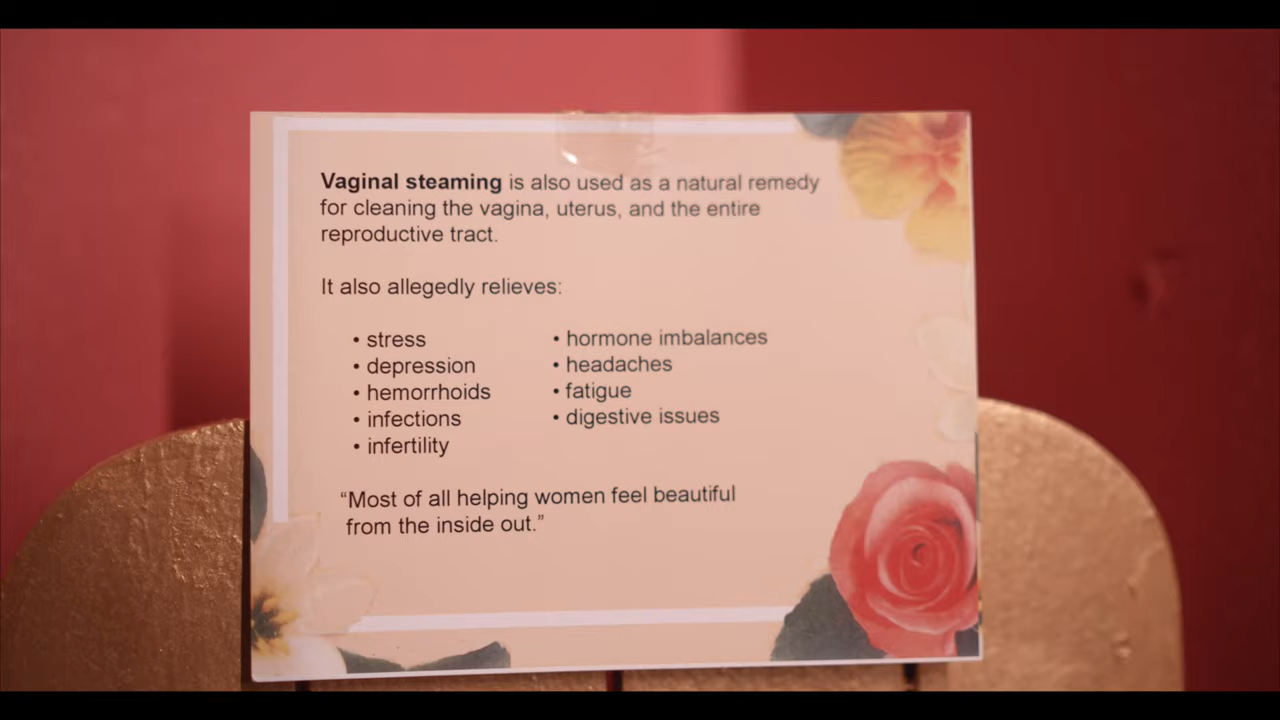 Vaginal steaming is also used as a natural remedy
for cleaning the vagina, uterus, and the entire
reproductive tract.
It also allegedly relieves:
• stress
• depression
• hemorrhoids
• infections
• infertility
• hormone imbalances
• headaches
• fatigue
• digestive issues
“Most of all helping women feel beautiful
from the inside out.”